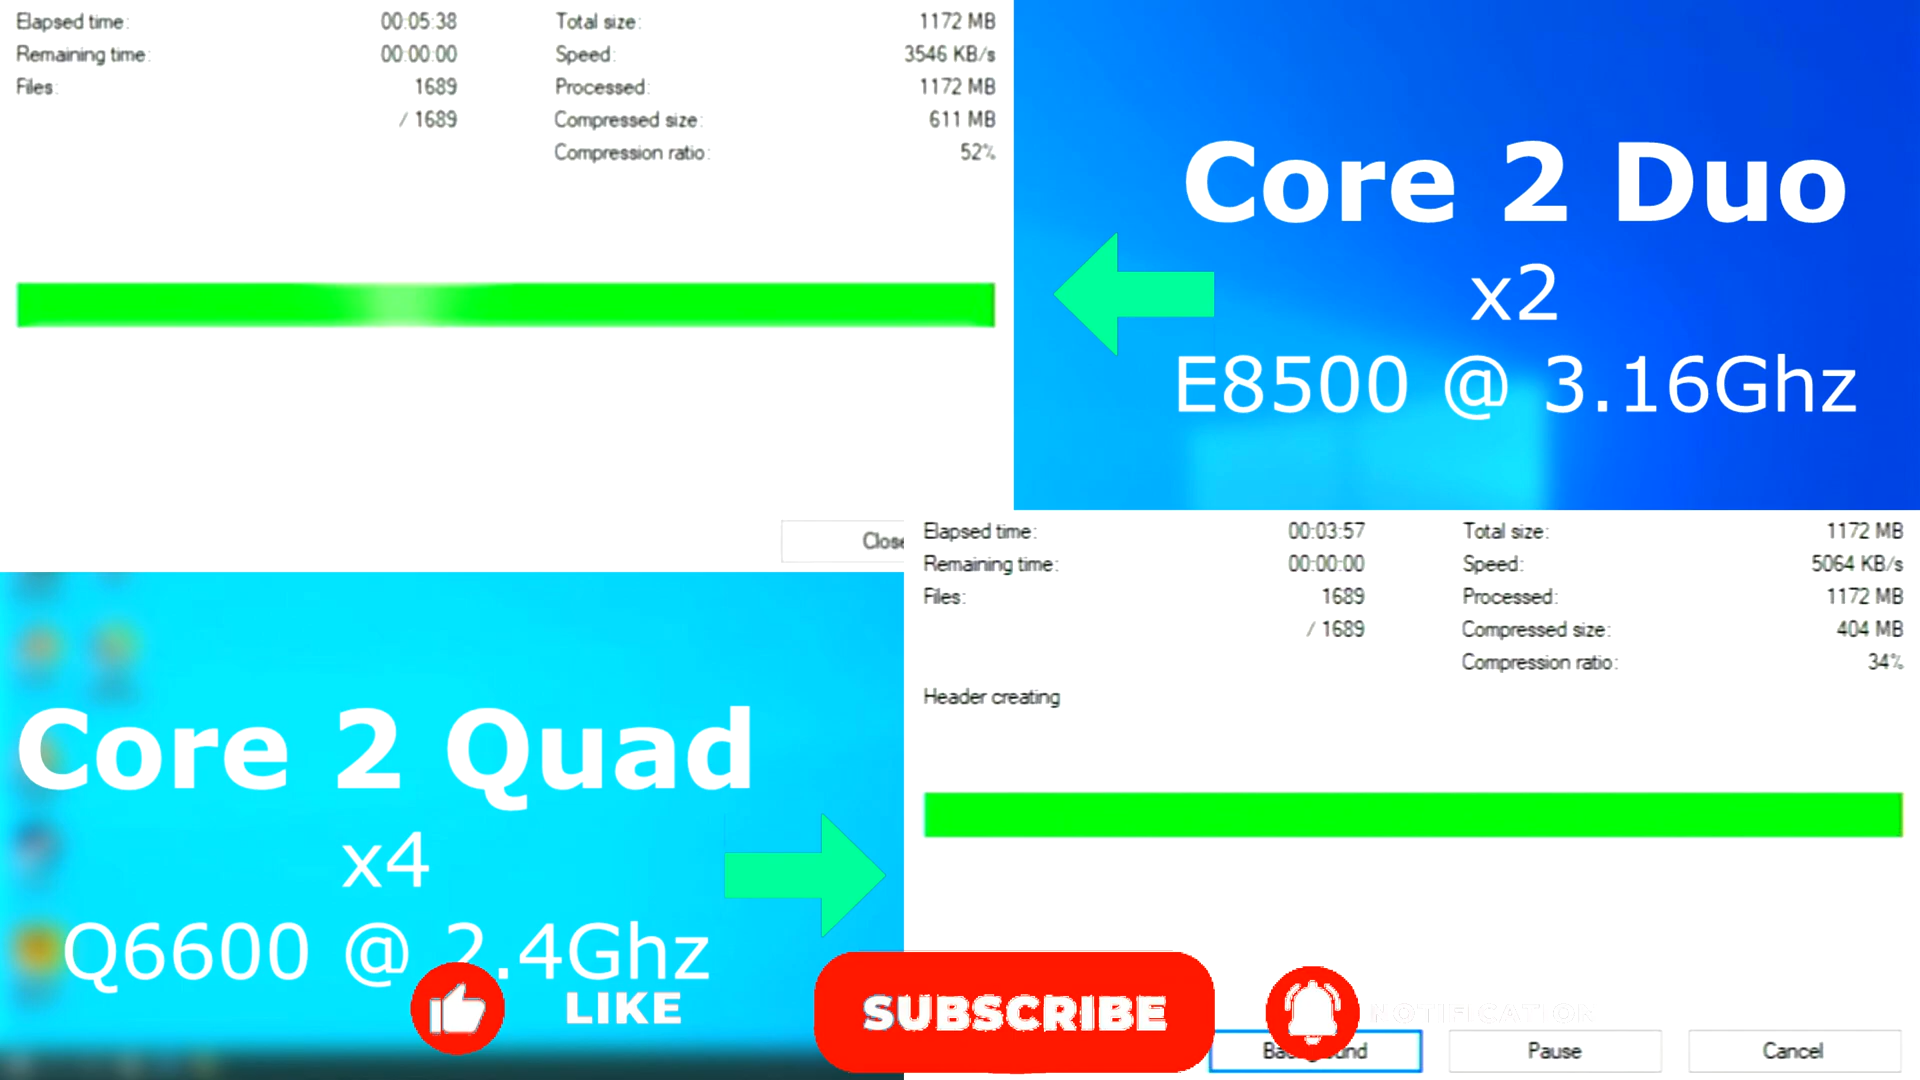 Elapsed time: 00:05:38 Total size: 1172 MB
Remaining time: 00:00:00 Speed: 3546 KB/s
Files: 1689 Processed: 1172 MB
/ 1689 Compressed size: 611 MB
Compression ratio: 52%
Core 2 Duo
x2
E8500 @ 3.16Ghz
Close
Elapsed time: 00:03:57 Total size: 1172 MB
Remaining time: 00:00:00 Speed: 5064 KB/s
Files: 1689 Processed: 1172 MB
/ 1689 Compressed size: 404 MB
Compression ratio: 34%
Header creating
Core 2 Quad
x4
Q6600 @ 2.4Ghz
LIKE
SUBSCRIBE
NOTIFICATION
Pause
Cancel